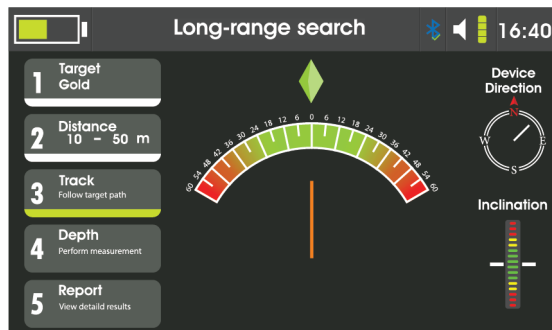 Long-range search
16:40
1 Target
Gold
2 Distance
10 - 50 m
3 Track
Follow target path
4 Depth
Perform measurement
5 Report
View detaild results
60 54 48 42 36 30 24 18 12 6 0 6 12 18 24 30 36 42 48 54 60
Device
Direction
N
W E
S
Inclination